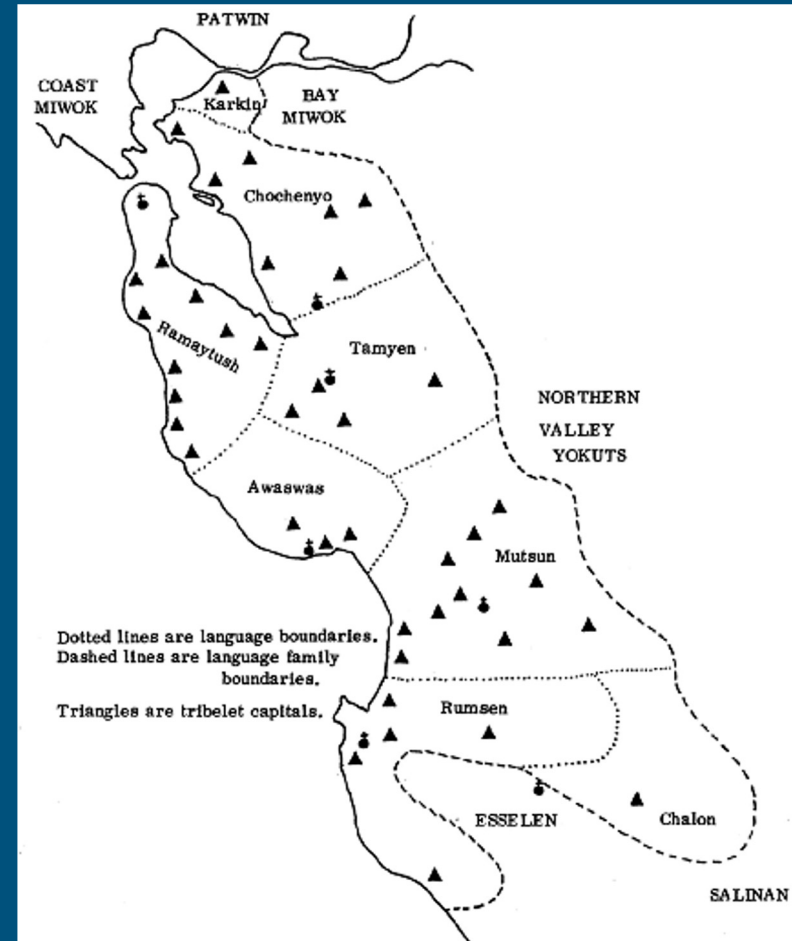 PATWIN
COAST
MIWOK
Karkin
BAY
MIWOK
Chochenyo
Ramaytush
Tamyen
NORTHERN
VALLEY
YOKUTS
Awaswas
Mutsun
Dotted lines are language boundaries.
Dashed lines are language family
boundaries.
Triangles are tribelet capitals.
Rumsen
ESSELEN
Chalon
SALINAN